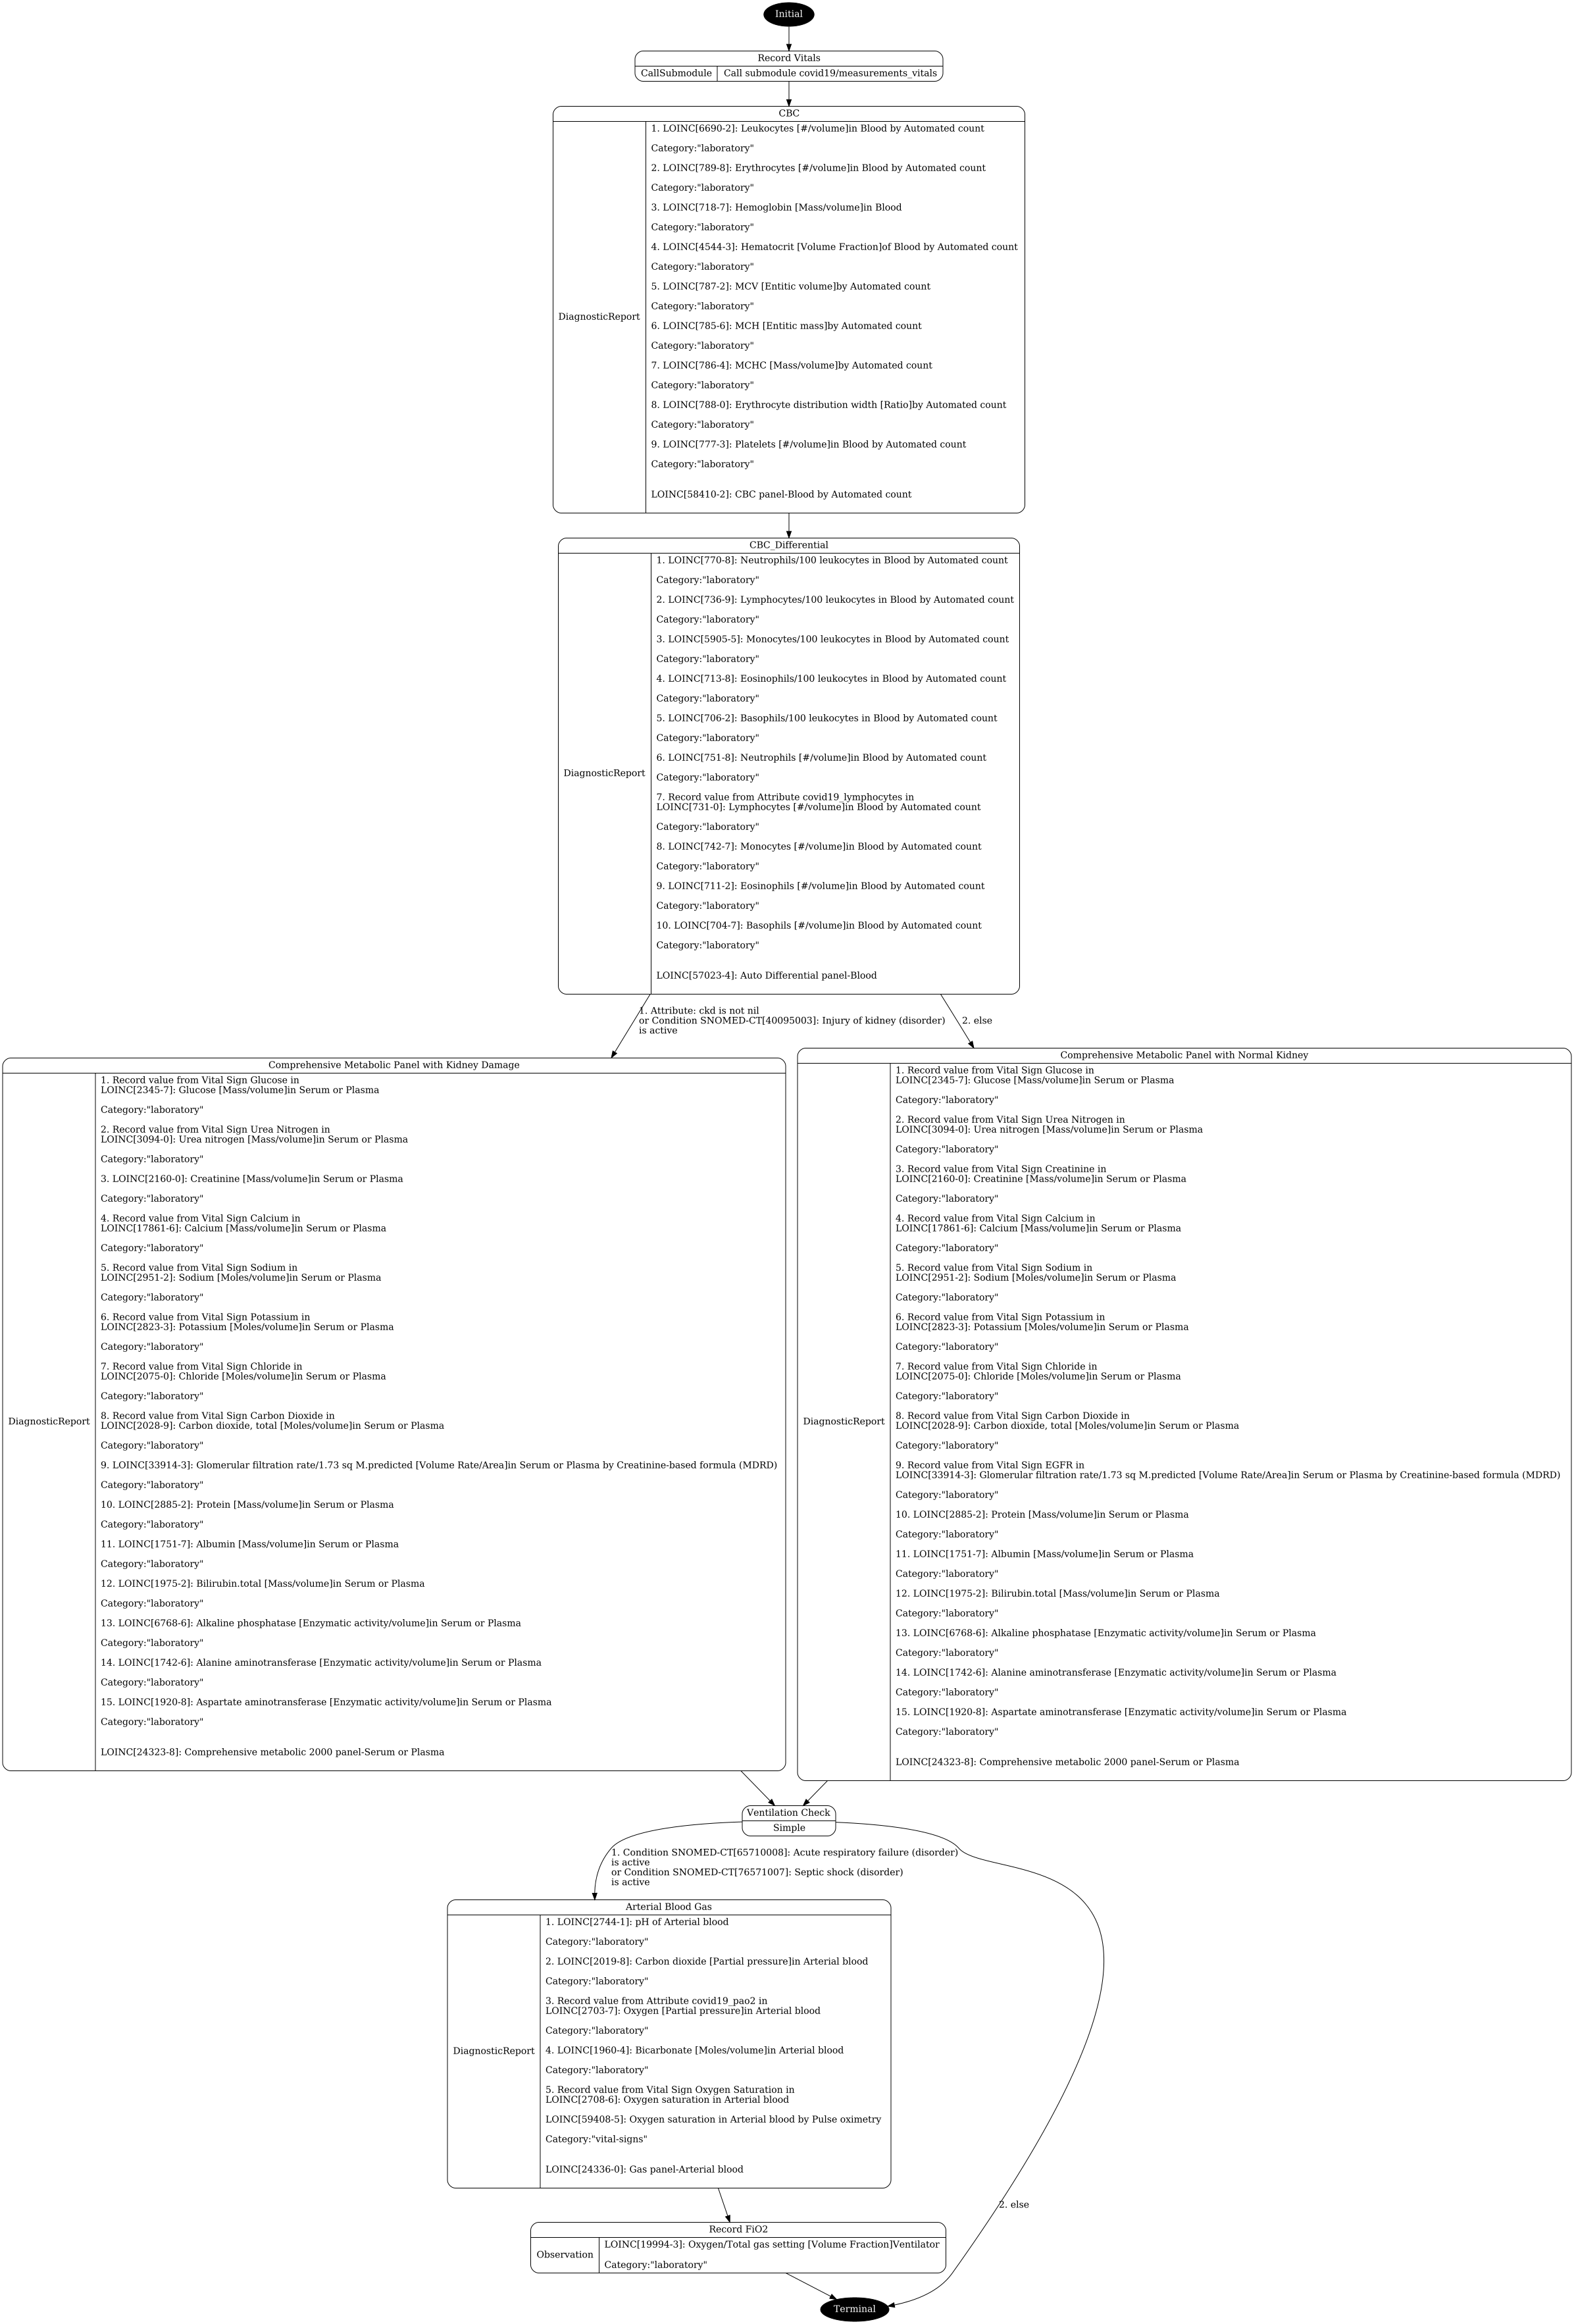 Initial
Record Vitals
CallSubmodule
Call submodule covid19/measurements_vitals
CBC
DiagnosticReport
1. LOINC[6690-2]: Leukocytes [#/volume]in Blood by Automated count
Category:"laboratory"
2. LOINC[789-8]: Erythrocytes [#/volume]in Blood by Automated count
Category:"laboratory"
3. LOINC[718-7]: Hemoglobin [Mass/volume]in Blood
Category:"laboratory"
4. LOINC[4544-3]: Hematocrit [Volume Fraction]of Blood by Automated count
Category:"laboratory"
5. LOINC[787-2]: MCV [Entitic volume]by Automated count
Category:"laboratory"
6. LOINC[785-6]: MCH [Entitic mass]by Automated count
Category:"laboratory"
7. LOINC[786-4]: MCHC [Mass/volume]by Automated count
Category:"laboratory"
8. LOINC[788-0]: Erythrocyte distribution width [Ratio]by Automated count
Category:"laboratory"
9. LOINC[777-3]: Platelets [#/volume]in Blood by Automated count
Category:"laboratory"
LOINC[58410-2]: CBC panel-Blood by Automated count
CBC_Differential
DiagnosticReport
1. LOINC[770-8]: Neutrophils/100 leukocytes in Blood by Automated count
Category:"laboratory"
2. LOINC[736-9]: Lymphocytes/100 leukocytes in Blood by Automated count
Category:"laboratory"
3. LOINC[5905-5]: Monocytes/100 leukocytes in Blood by Automated count
Category:"laboratory"
4. LOINC[713-8]: Eosinophils/100 leukocytes in Blood by Automated count
Category:"laboratory"
5. LOINC[706-2]: Basophils/100 leukocytes in Blood by Automated count
Category:"laboratory"
6. LOINC[751-8]: Neutrophils [#/volume]in Blood by Automated count
Category:"laboratory"
7. Record value from Attribute covid19_lymphocytes in
LOINC[731-0]: Lymphocytes [#/volume]in Blood by Automated count
Category:"laboratory"
8. LOINC[742-7]: Monocytes [#/volume]in Blood by Automated count
Category:"laboratory"
9. LOINC[711-2]: Eosinophils [#/volume]in Blood by Automated count
Category:"laboratory"
10. LOINC[704-7]: Basophils [#/volume]in Blood by Automated count
Category:"laboratory"
LOINC[57023-4]: Auto Differential panel-Blood
1. Attribute: ckd is not nil
or Condition SNOMED-CT[40095003]: Injury of kidney (disorder)
is active
2. else
Comprehensive Metabolic Panel with Kidney Damage
DiagnosticReport
1. Record value from Vital Sign Glucose in
LOINC[2345-7]: Glucose [Mass/volume]in Serum or Plasma
Category:"laboratory"
2. Record value from Vital Sign Urea Nitrogen in
LOINC[3094-0]: Urea nitrogen [Mass/volume]in Serum or Plasma
Category:"laboratory"
3. LOINC[2160-0]: Creatinine [Mass/volume]in Serum or Plasma
Category:"laboratory"
4. Record value from Vital Sign Calcium in
LOINC[17861-6]: Calcium [Mass/volume]in Serum or Plasma
Category:"laboratory"
5. Record value from Vital Sign Sodium in
LOINC[2951-2]: Sodium [Moles/volume]in Serum or Plasma
Category:"laboratory"
6. Record value from Vital Sign Potassium in
LOINC[2823-3]: Potassium [Moles/volume]in Serum or Plasma
Category:"laboratory"
7. Record value from Vital Sign Chloride in
LOINC[2075-0]: Chloride [Moles/volume]in Serum or Plasma
Category:"laboratory"
8. Record value from Vital Sign Carbon Dioxide in
LOINC[2028-9]: Carbon dioxide, total [Moles/volume]in Serum or Plasma
Category:"laboratory"
9. LOINC[33914-3]: Glomerular filtration rate/1.73 sq M.predicted [Volume Rate/Area]in Serum or Plasma by Creatinine-based formula (MDRD)
Category:"laboratory"
10. LOINC[2885-2]: Protein [Mass/volume]in Serum or Plasma
Category:"laboratory"
11. LOINC[1751-7]: Albumin [Mass/volume]in Serum or Plasma
Category:"laboratory"
12. LOINC[1975-2]: Bilirubin.total [Mass/volume]in Serum or Plasma
Category:"laboratory"
13. LOINC[6768-6]: Alkaline phosphatase [Enzymatic activity/volume]in Serum or Plasma
Category:"laboratory"
14. LOINC[1742-6]: Alanine aminotransferase [Enzymatic activity/volume]in Serum or Plasma
Category:"laboratory"
15. LOINC[1920-8]: Aspartate aminotransferase [Enzymatic activity/volume]in Serum or Plasma
Category:"laboratory"
LOINC[24323-8]: Comprehensive metabolic 2000 panel-Serum or Plasma
Comprehensive Metabolic Panel with Normal Kidney
DiagnosticReport
1. Record value from Vital Sign Glucose in
LOINC[2345-7]: Glucose [Mass/volume]in Serum or Plasma
Category:"laboratory"
2. Record value from Vital Sign Urea Nitrogen in
LOINC[3094-0]: Urea nitrogen [Mass/volume]in Serum or Plasma
Category:"laboratory"
3. Record value from Vital Sign Creatinine in
LOINC[2160-0]: Creatinine [Mass/volume]in Serum or Plasma
Category:"laboratory"
4. Record value from Vital Sign Calcium in
LOINC[17861-6]: Calcium [Mass/volume]in Serum or Plasma
Category:"laboratory"
5. Record value from Vital Sign Sodium in
LOINC[2951-2]: Sodium [Moles/volume]in Serum or Plasma
Category:"laboratory"
6. Record value from Vital Sign Potassium in
LOINC[2823-3]: Potassium [Moles/volume]in Serum or Plasma
Category:"laboratory"
7. Record value from Vital Sign Chloride in
LOINC[2075-0]: Chloride [Moles/volume]in Serum or Plasma
Category:"laboratory"
8. Record value from Vital Sign Carbon Dioxide in
LOINC[2028-9]: Carbon dioxide, total [Moles/volume]in Serum or Plasma
Category:"laboratory"
9. Record value from Vital Sign EGFR in
LOINC[33914-3]: Glomerular filtration rate/1.73 sq M.predicted [Volume Rate/Area]in Serum or Plasma by Creatinine-based formula (MDRD)
Category:"laboratory"
10. LOINC[2885-2]: Protein [Mass/volume]in Serum or Plasma
Category:"laboratory"
11. LOINC[1751-7]: Albumin [Mass/volume]in Serum or Plasma
Category:"laboratory"
12. LOINC[1975-2]: Bilirubin.total [Mass/volume]in Serum or Plasma
Category:"laboratory"
13. LOINC[6768-6]: Alkaline phosphatase [Enzymatic activity/volume]in Serum or Plasma
Category:"laboratory"
14. LOINC[1742-6]: Alanine aminotransferase [Enzymatic activity/volume]in Serum or Plasma
Category:"laboratory"
15. LOINC[1920-8]: Aspartate aminotransferase [Enzymatic activity/volume]in Serum or Plasma
Category:"laboratory"
LOINC[24323-8]: Comprehensive metabolic 2000 panel-Serum or Plasma
Ventilation Check
Simple
1. Condition SNOMED-CT[65710008]: Acute respiratory failure (disorder)
is active
or Condition SNOMED-CT[76571007]: Septic shock (disorder)
is active
Arterial Blood Gas
DiagnosticReport
1. LOINC[2744-1]: pH of Arterial blood
Category:"laboratory"
2. LOINC[2019-8]: Carbon dioxide [Partial pressure]in Arterial blood
Category:"laboratory"
3. Record value from Attribute covid19_pao2 in
LOINC[2703-7]: Oxygen [Partial pressure]in Arterial blood
Category:"laboratory"
4. LOINC[1960-4]: Bicarbonate [Moles/volume]in Arterial blood
Category:"laboratory"
5. Record value from Vital Sign Oxygen Saturation in
LOINC[2708-6]: Oxygen saturation in Arterial blood
LOINC[59408-5]: Oxygen saturation in Arterial blood by Pulse oximetry
Category:"vital-signs"
LOINC[24336-0]: Gas panel-Arterial blood
2. else
Record FiO2
Observation
LOINC[19994-3]: Oxygen/Total gas setting [Volume Fraction]Ventilator
Category:"laboratory"
Terminal